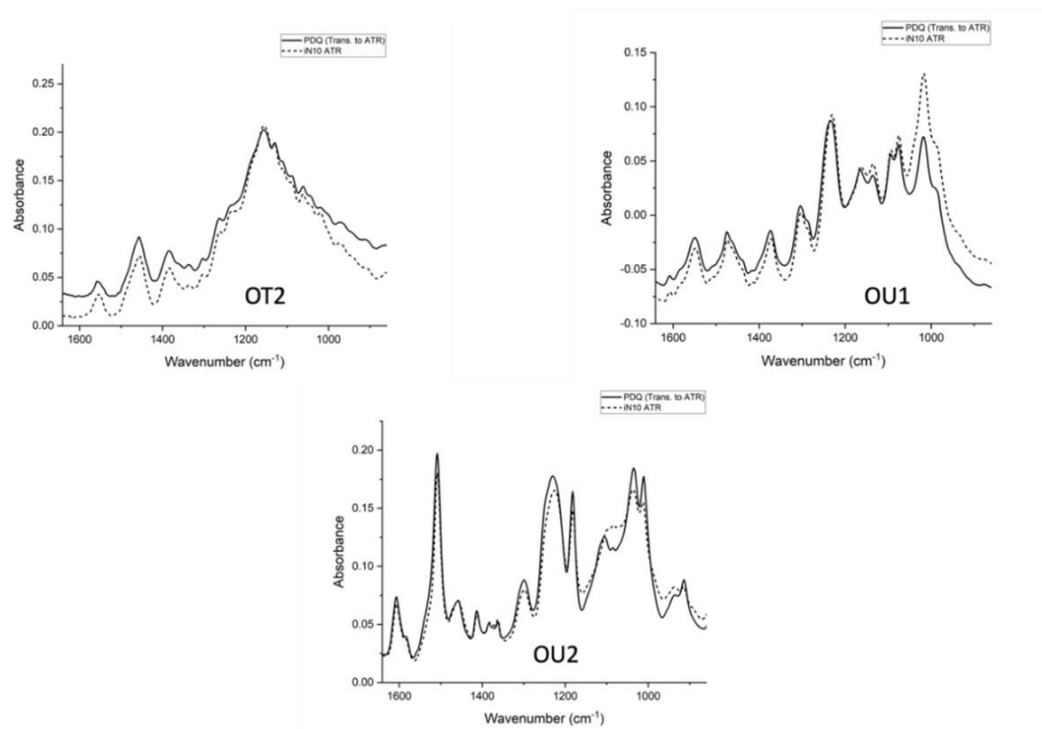 PDQ (Trans. to ATR)
iN10 ATR
0.25
0.20
0.15
0.10
0.05
0.00
Absorbance
1600 1400 1200 1000
Wavenumber (cm-1)
OT2
PDQ (Trans. to ATR)
iN10 ATR
0.15
0.10
0.05
0.00
-0.05
-0.10
Absorbance
1600 1400 1200 1000
Wavenumber (cm-1)
OU1
PDQ (Trans. to ATR)
iN10 ATR
0.20
0.15
0.10
0.05
0.00
Absorbance
1600 1400 1200 1000
Wavenumber (cm-1)
OU2